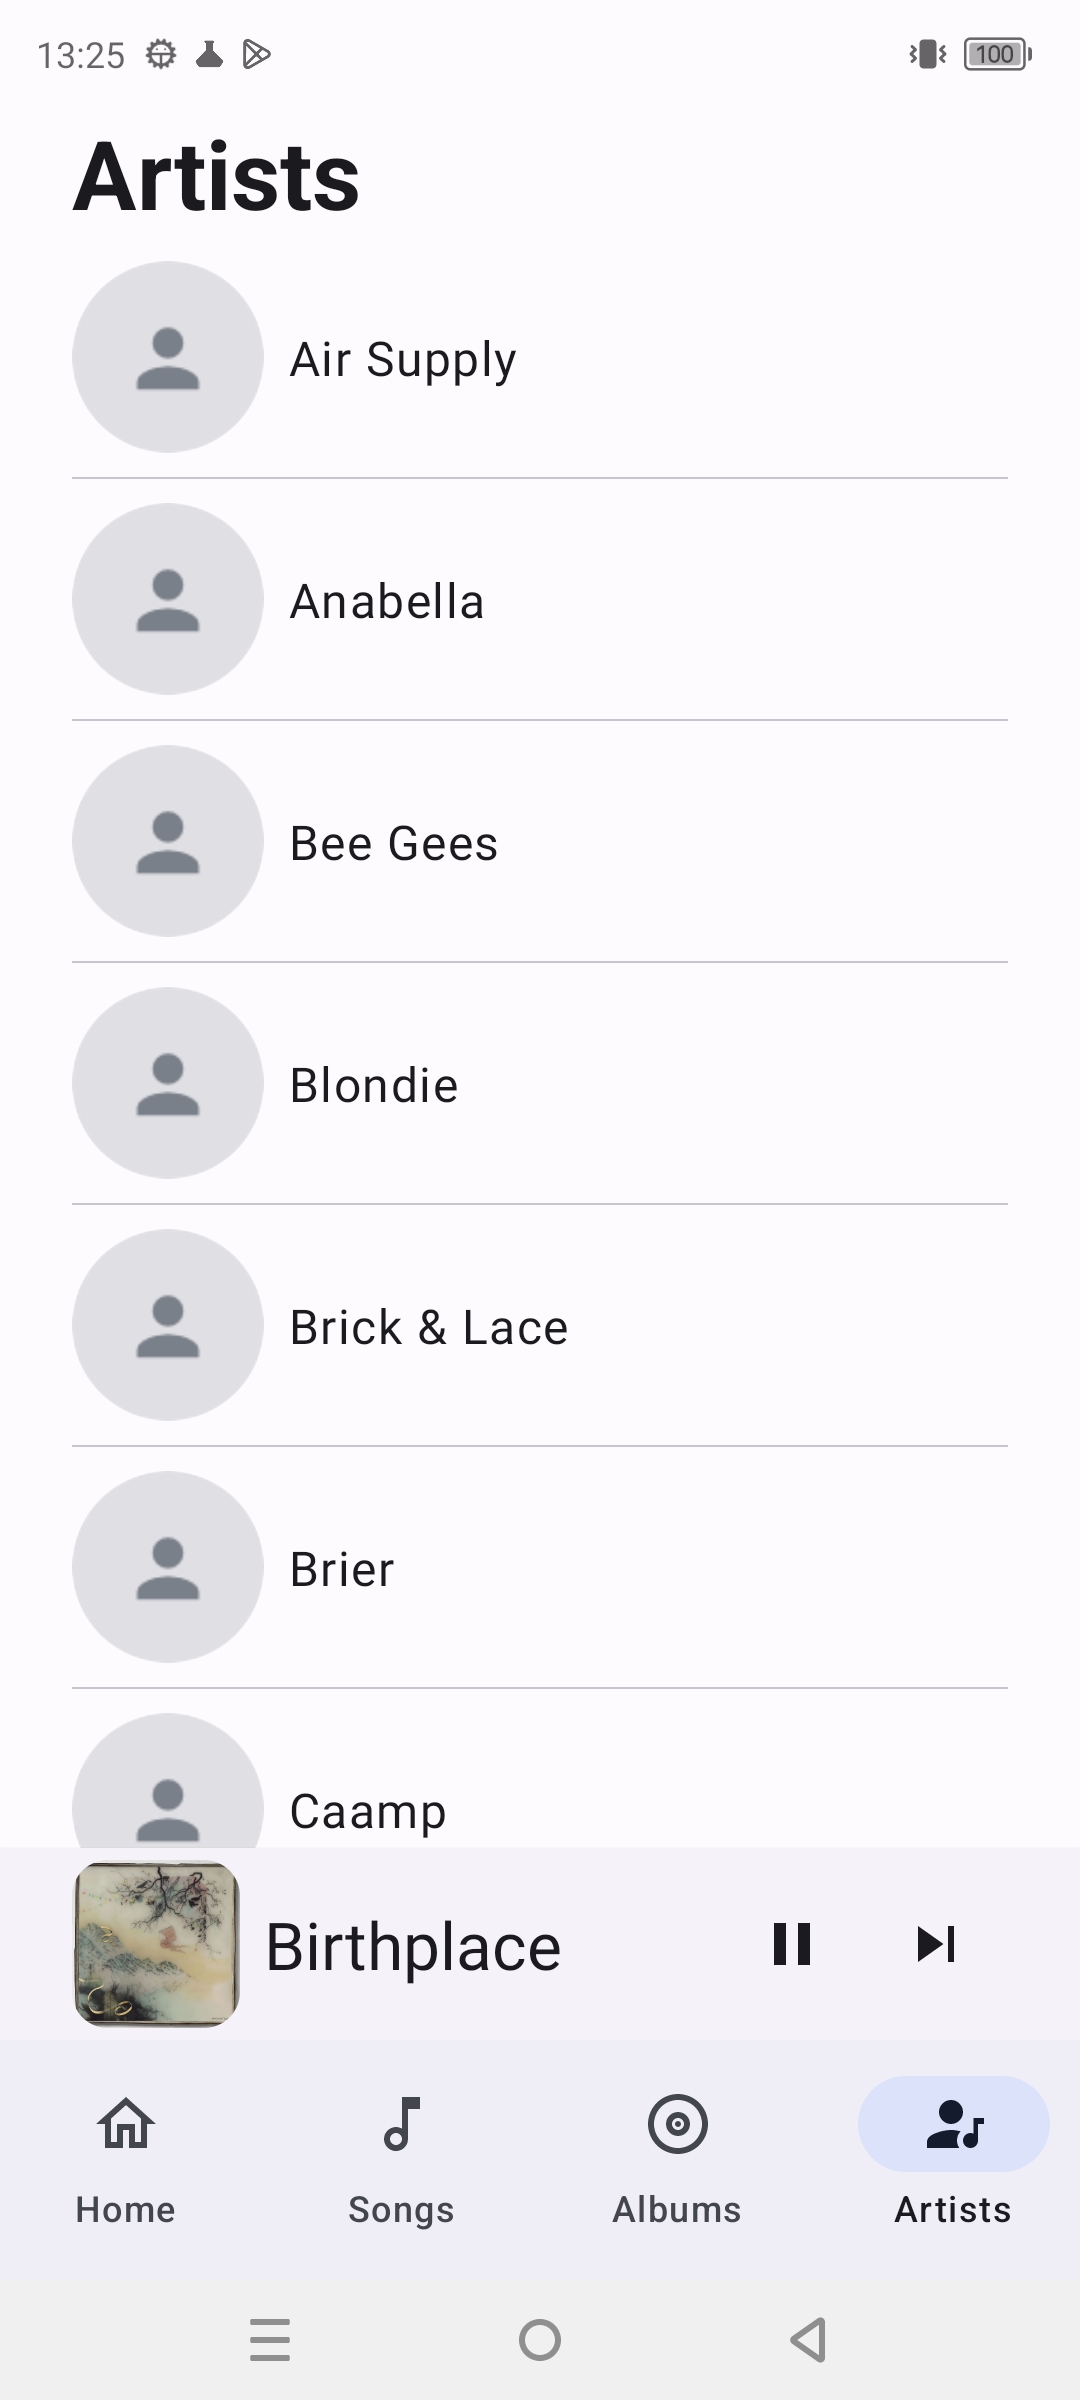 13:25
100
Artists
Air Supply
Anabella
Bee Gees
Blondie
Brick & Lace
Brier
Caamp
Birthplace
Home
Songs
Albums
Artists